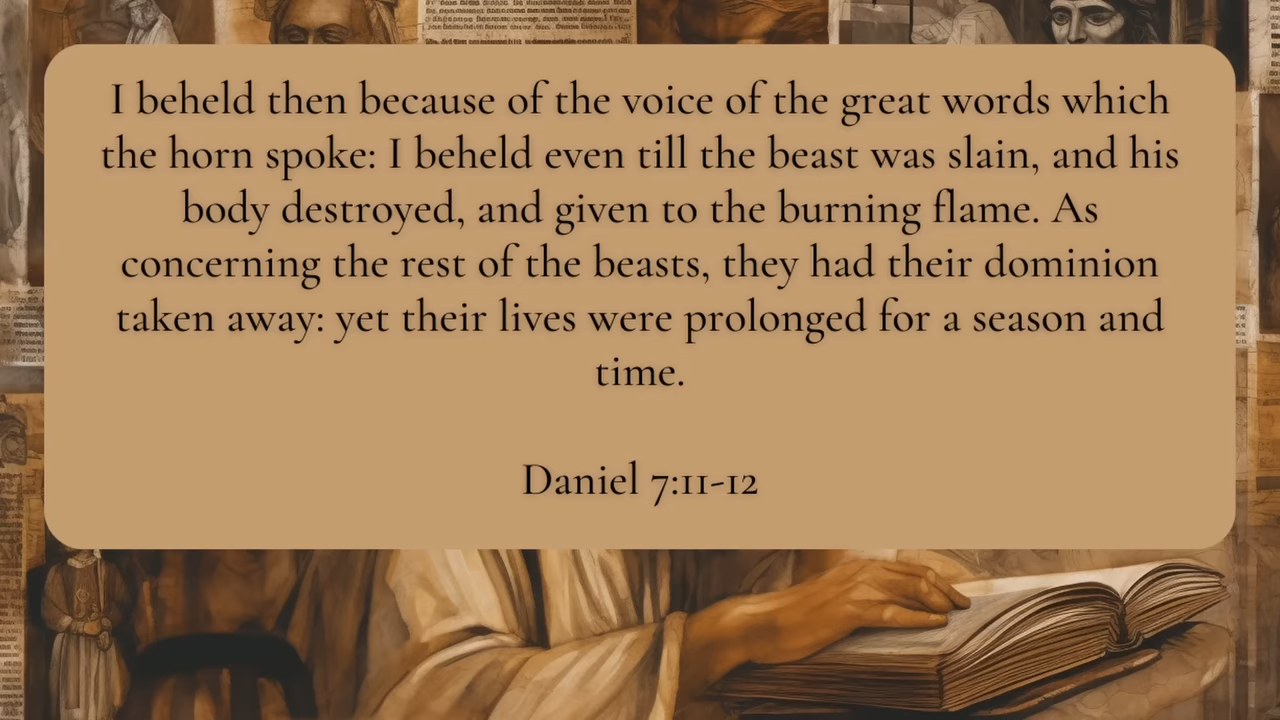 I beheld then because of the voice of the great words which
the horn spoke: I beheld even till the beast was slain, and his
body destroyed, and given to the burning flame. As
concerning the rest of the beasts, they had their dominion
taken away: yet their lives were prolonged for a season and
time.
Daniel 7:11-12